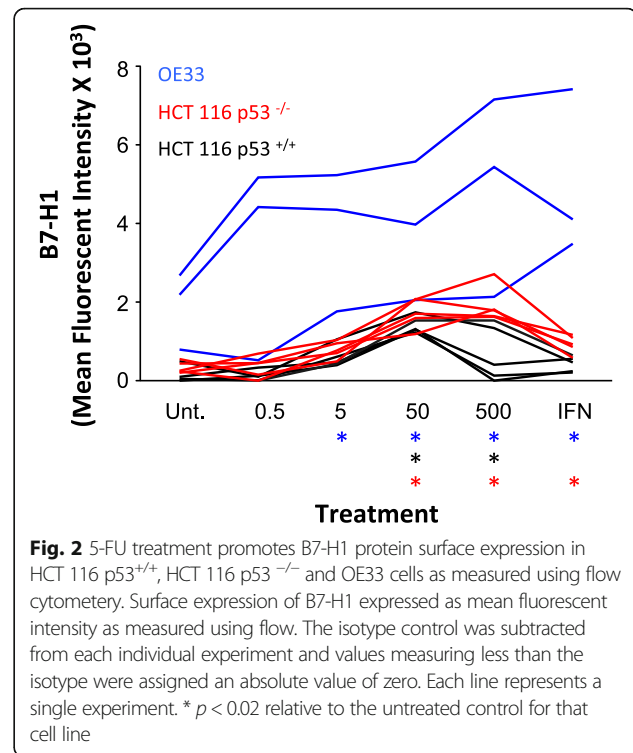 8
6
4
2
0
B7-H1
(Mean Fluorescent Intensity X 10³)
OE33
HCT 116 p53 -/-
HCT 116 p53 +/+
Unt. 0.5 5 50 500 IFN
* * * *
* *
* * *
Treatment
Fig. 2 5-FU treatment promotes B7-H1 protein surface expression in
HCT 116 p53+/+, HCT 116 p53 −/− and OE33 cells as measured using flow
cytometery. Surface expression of B7-H1 expressed as mean fluorescent
intensity as measured using flow. The isotype control was subtracted
from each individual experiment and values measuring less than the
isotype were assigned an absolute value of zero. Each line represents a
single experiment. * p < 0.02 relative to the untreated control for that
cell line